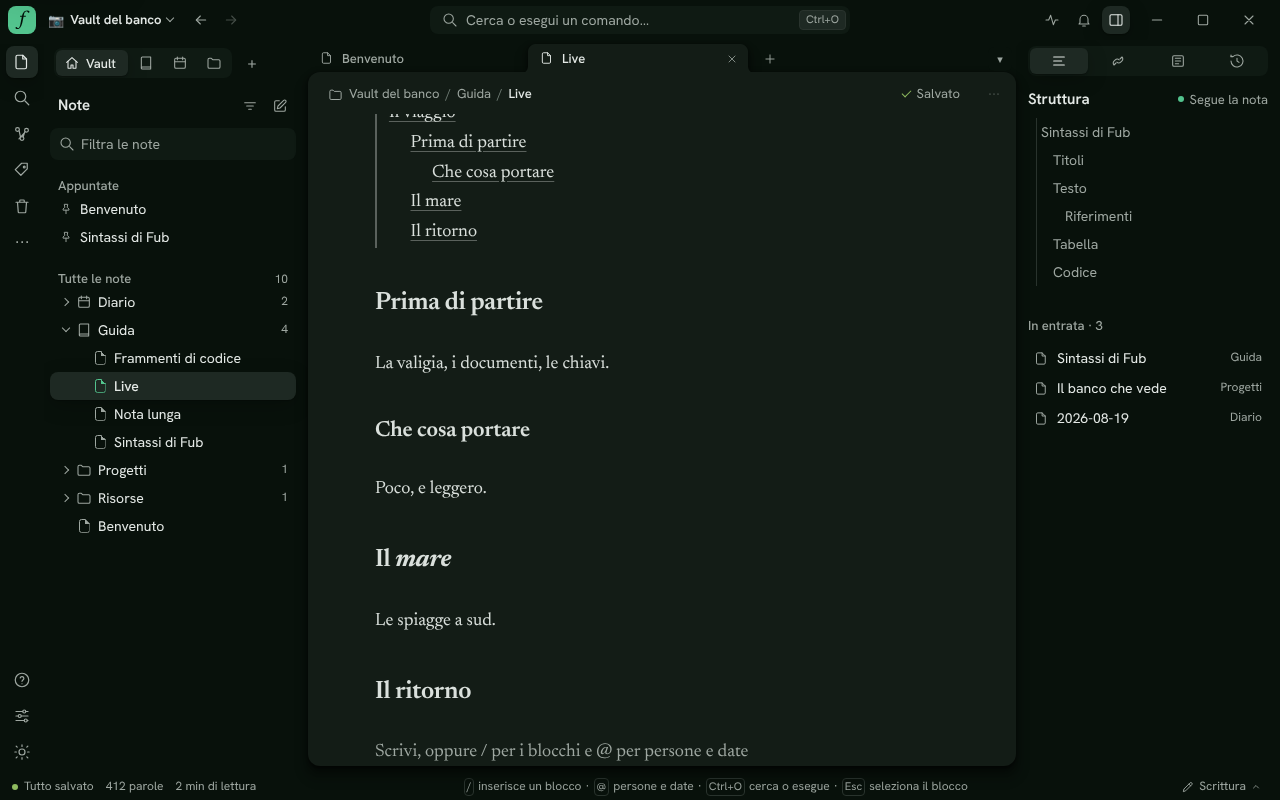 f Vault del banco
Cerca o esegui un comando... Ctrl+O
Vault
Note
Filtra le note
Appuntate
Benvenuto
Sintassi di Fub
Tutte le note 10
Diario 2
Guida 4
Frammenti di codice
Live
Nota lunga
Sintassi di Fub
Progetti 1
Risorse 1
Benvenuto
Benvenuto
Live
Vault del banco / Guida / Live
Salvato
Il viaggio
Prima di partire
Che cosa portare
Il mare
Il ritorno
Prima di partire
La valigia, i documenti, le chiavi.
Che cosa portare
Poco, e leggero.
Il mare
Le spiagge a sud.
Il ritorno
Scrivi, oppure / per i blocchi e @ per persone e date
Struttura
Segue la nota
Sintassi di Fub
Titoli
Testo
Riferimenti
Tabella
Codice
In entrata · 3
Sintassi di Fub Guida
Il banco che vede Progetti
2026-08-19 Diario
Tutto salvato 412 parole 2 min di lettura
/ inserisce un blocco · @ persone e date · Ctrl+O cerca o esegue · Esc seleziona il blocco
Scrittura